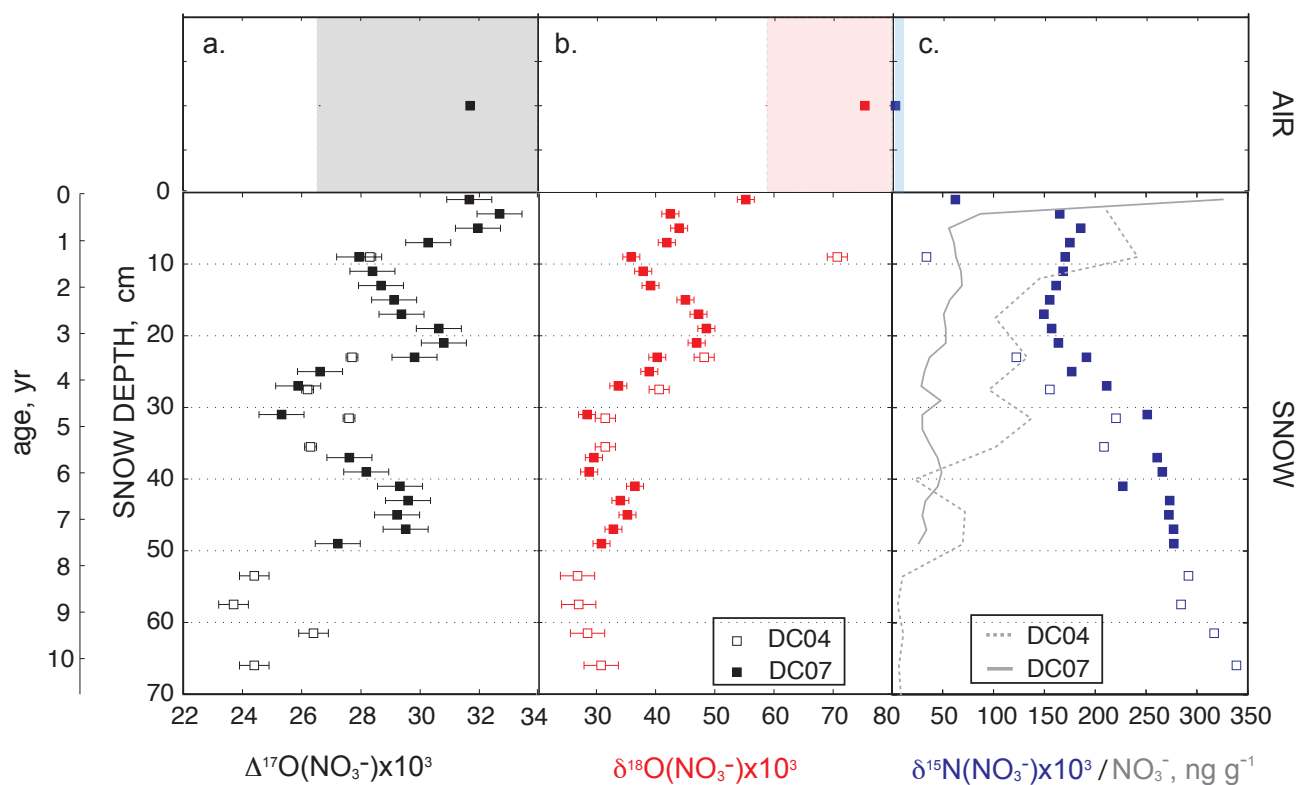 a.
b.
c.
AIR
0
0
1
2
3
4
5
6
7
8
9
10
age, yr
10
20
30
40
50
60
70
SNOW DEPTH, cm
SNOW
DC04
DC07
DC04
DC07
22
24
26
28
30
32
34
30
40
50
60
70
80
50
100
150
200
250
300
350
Δ¹⁷O(NO₃⁻)x10³
δ¹⁸O(NO₃⁻)x10³
δ¹⁵N(NO₃⁻)x10³ / NO₃⁻, ng g⁻¹